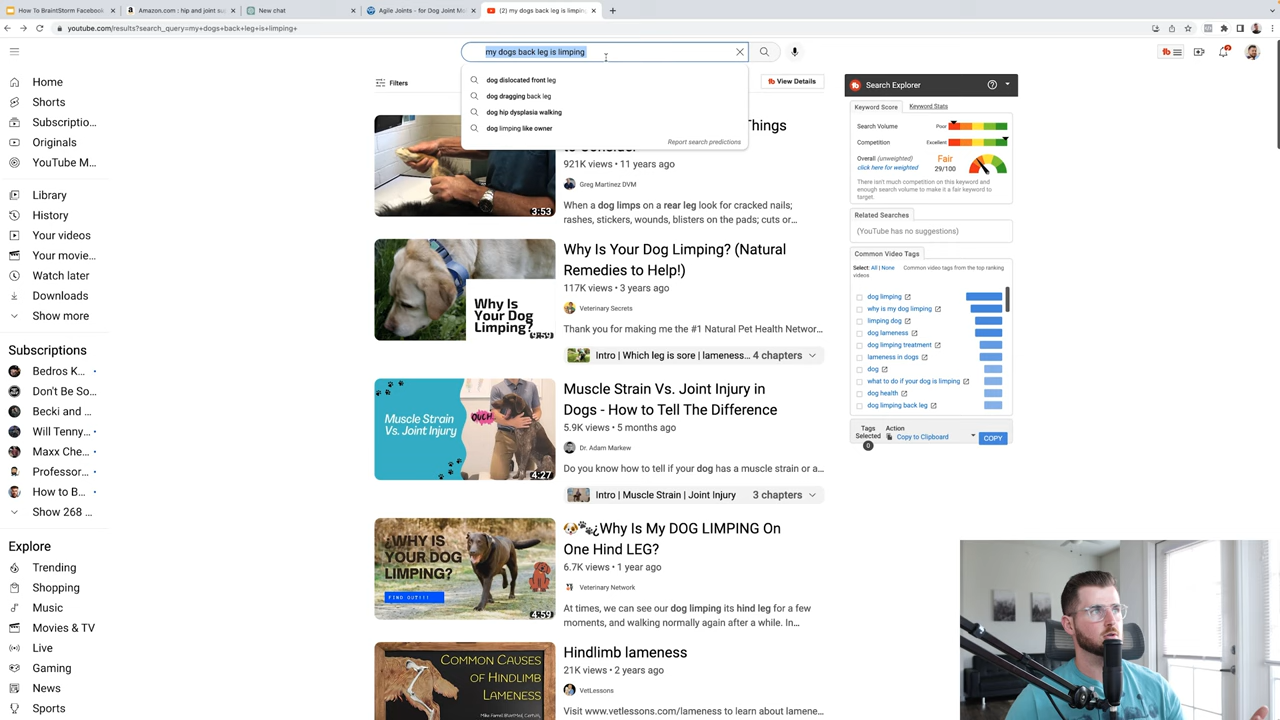 How To BraintStorm Facebook
Amazon.com : hip and joint su
New chat
Agile Joints - for Dog Joint Mo
(2) my dogs back leg is limping
youtube.com/results?search_query=my+dogs+back+leg+is+limping+
my dogs back leg is limping
dog dislocated front leg
dog dragging back leg
dog hip dysplasia walking
dog limping like owner
Report search predictions
Filters
View Details
Home
Shorts
Subscriptio...
Originals
YouTube M...
Library
History
Your videos
Your movie...
Watch later
Downloads
Show more
Subscriptions
Bedros K...
Don't Be So...
Becki and ...
Will Tenny...
Maxx Che...
Professor...
How to B...
Show 268 ...
Explore
Trending
Shopping
Music
Movies & TV
Live
Gaming
News
Sports
Things
921K views • 11 years ago
Greg Martinez DVM
When a dog limps on a rear leg look for cracked nails;
rashes, stickers, wounds, blisters on the pads; cuts or...
3:53
Why Is Your Dog Limping? (Natural
Remedies to Help!)
117K views • 3 years ago
Veterinary Secrets
Thank you for making me the #1 Natural Pet Health Networ...
Intro | Which leg is sore | lameness... 4 chapters
Why Is
Your Dog
Limping?
9:59
Muscle Strain Vs. Joint Injury in
Dogs - How to Tell The Difference
5.9K views • 5 months ago
Dr. Adam Markew
Do you know how to tell if your dog has a muscle strain or a...
Intro | Muscle Strain | Joint Injury 3 chapters
Muscle Strain
Vs. Joint Injury
OUCH!
4:27
¿Why Is My DOG LIMPING On
One Hind LEG?
6.7K views • 1 year ago
Veterinary Network
At times, we can see our dog limping its hind leg for a few
moments, and walking normally again after a while. In...
¿WHY IS
YOUR DOG
LIMPING?
FIND OUT!!!
4:59
Hindlimb lameness
21K views • 2 years ago
VetLessons
Visit www.vetlessons.com/lameness to learn about lamene...
Common Causes
of Hindlimb
Lameness
Search Explorer
Keyword Score
Keyword Stats
Search Volume
Poor
Competition
Excellent
Overall (unweighted)
click here for weighted
Fair
29/100
There isn't much competition on this keyword and
enough search volume to make it a fair keyword to
target.
Related Searches
(YouTube has no suggestions)
Common Video Tags
Select: All | None
Common video tags from the top ranking
videos
dog limping
why is my dog limping
limping dog
dog lameness
dog limping treatment
lameness in dogs
dog
what to do if your dog is limping
dog health
dog limping back leg
Tags
Selected
0
Action
Copy to Clipboard
COPY